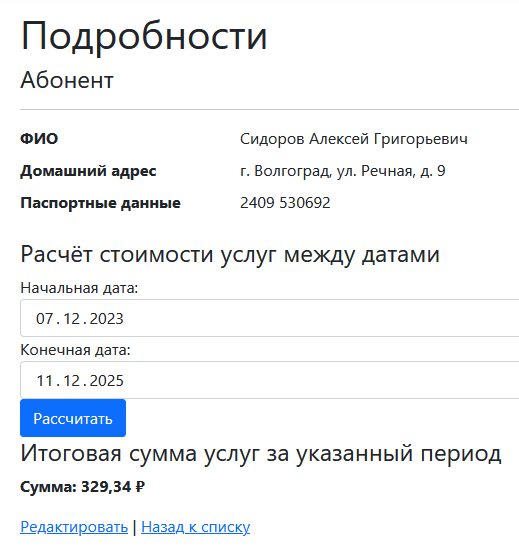 Подробности
Абонент
ФИО Сидоров Алексей Григорьевич
Домашний адрес г. Волгоград, ул. Речная, д. 9
Паспортные данные 2409 530692
Расчёт стоимости услуг между датами
Начальная дата:
07.12.2023
Конечная дата:
11.12.2025
Рассчитать
Итоговая сумма услуг за указанный период
Сумма: 329,34 ₽
Редактировать | Назад к списку